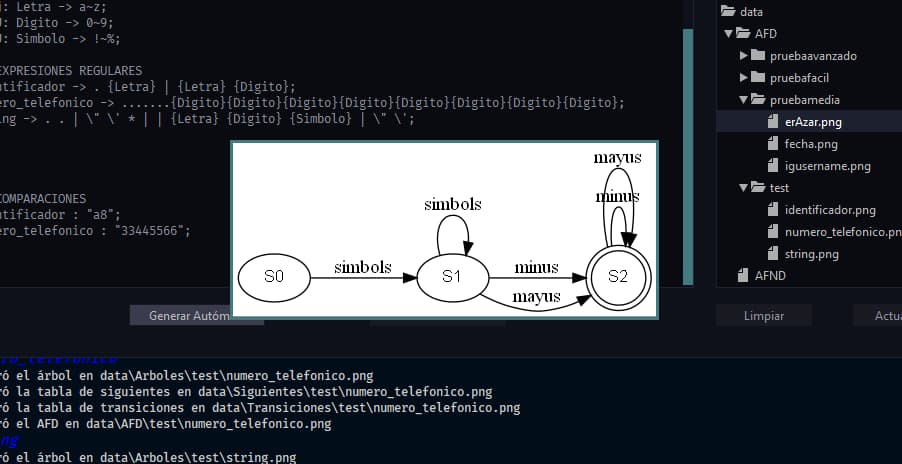 : Letra -> a~z;
: Digito -> 0~9;
: Simbolo -> !~%;
EXPRESIONES REGULARES
ntificador -> . {Letra} | {Letra} {Digito};
ero_telefonico -> .......{Digito}{Digito}{Digito}{Digito}{Digito}{Digito}{Digito}{Digito};
ng -> . . | \" \' * | | {Letra} {Digito} {Simbolo} | \" \';
OMPARACIONES
ntificador : "a8";
ero_telefonico : "33445566";
mayus
minus
simbols
S0
simbols
S1
minus
S2
mayus
data
AFD
pruebaavanzado
pruebafacil
pruebamedia
erAzar.png
fecha.png
igusername.png
test
identificador.png
numero_telefonico.pn
string.png
AFND
Generar Autóm
Limpiar
Actu
ro_telefonico
ró el árbol en data\Arboles\test\numero_telefonico.png
ró la tabla de siguientes en data\Siguientes\test\numero_telefonico.png
ró la tabla de transiciones en data\Transiciones\test\numero_telefonico.png
ró el AFD en data\AFD\test\numero_telefonico.png
ng
ró el árbol en data\Arboles\test\string.png